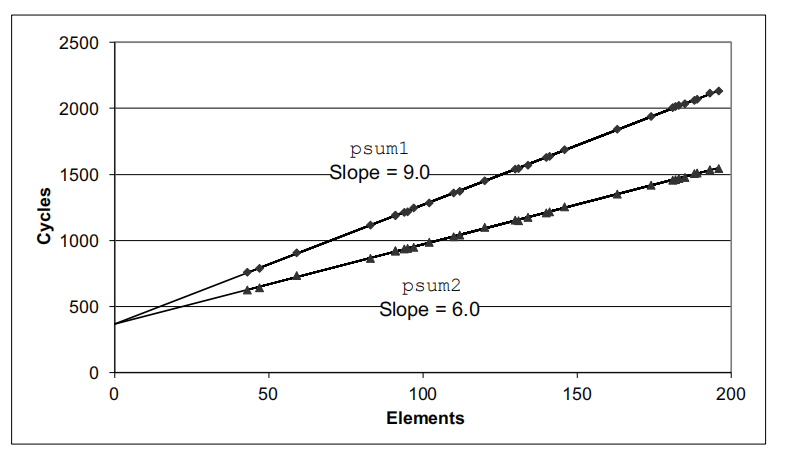 2500
2000
1500
1000
500
0
Cycles
psum1
Slope = 9.0
psum2
Slope = 6.0
0 50 100 150 200
Elements